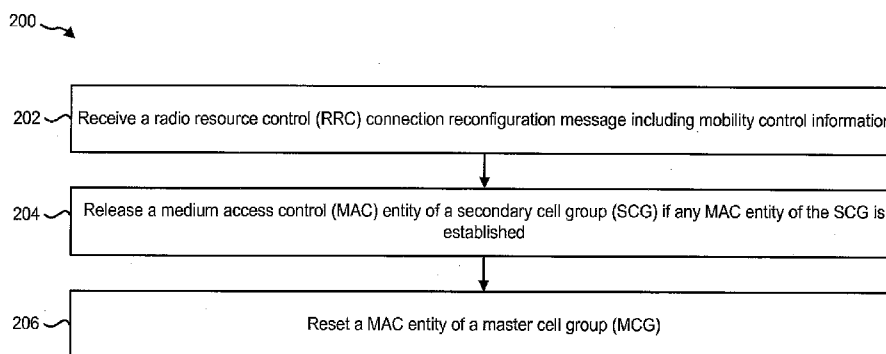 200
202 Receive a radio resource control (RRC) connection reconfiguration message including mobility control information
204 Release a medium access control (MAC) entity of a secondary cell group (SCG) if any MAC entity of the SCG is
established
206 Reset a MAC entity of a master cell group (MCG)